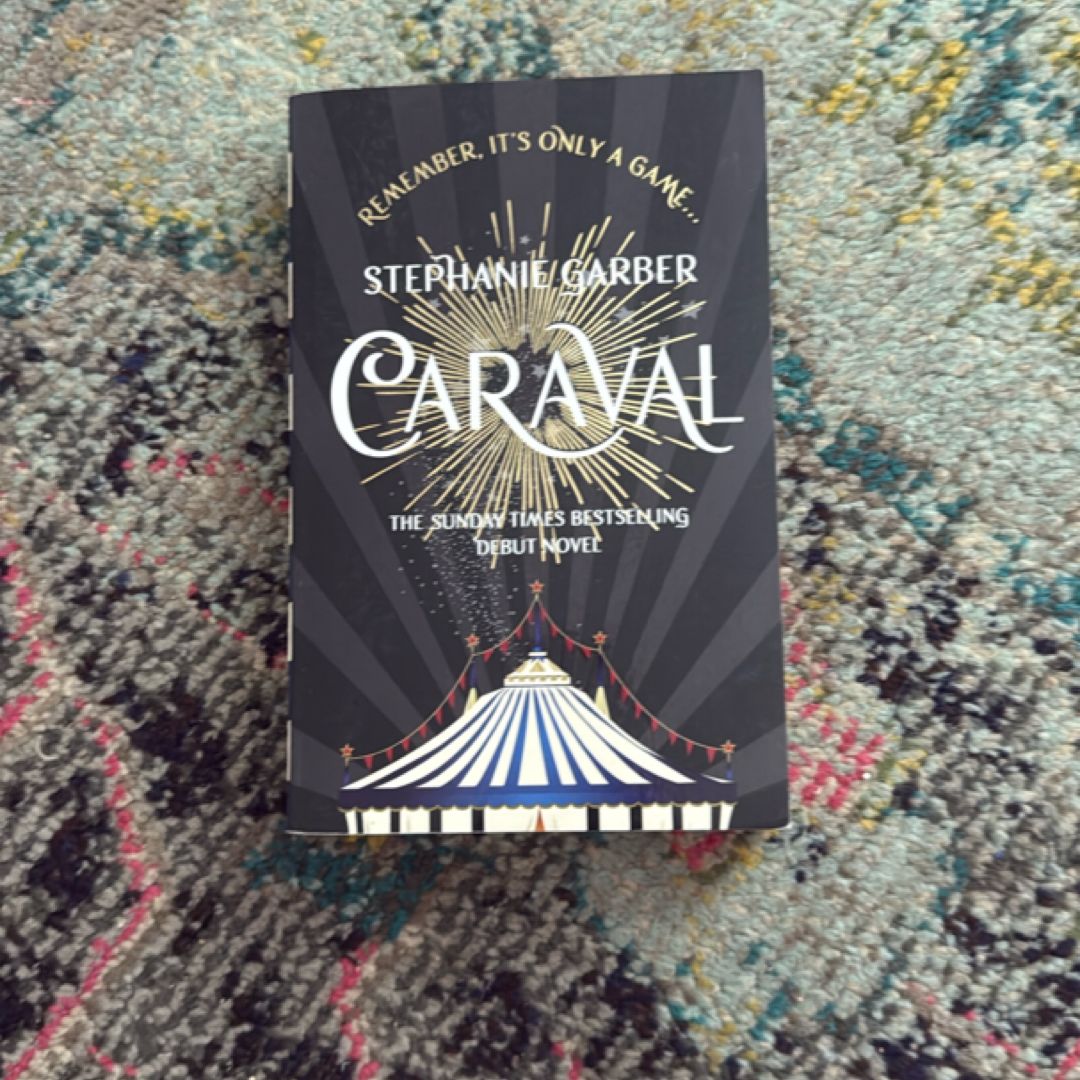 REMEMBER, IT'S ONLY A GAME...
STEPHANIE GARBER
CARAVAL
THE SUNDAY TIMES BESTSELLING
DEBUT NOVEL